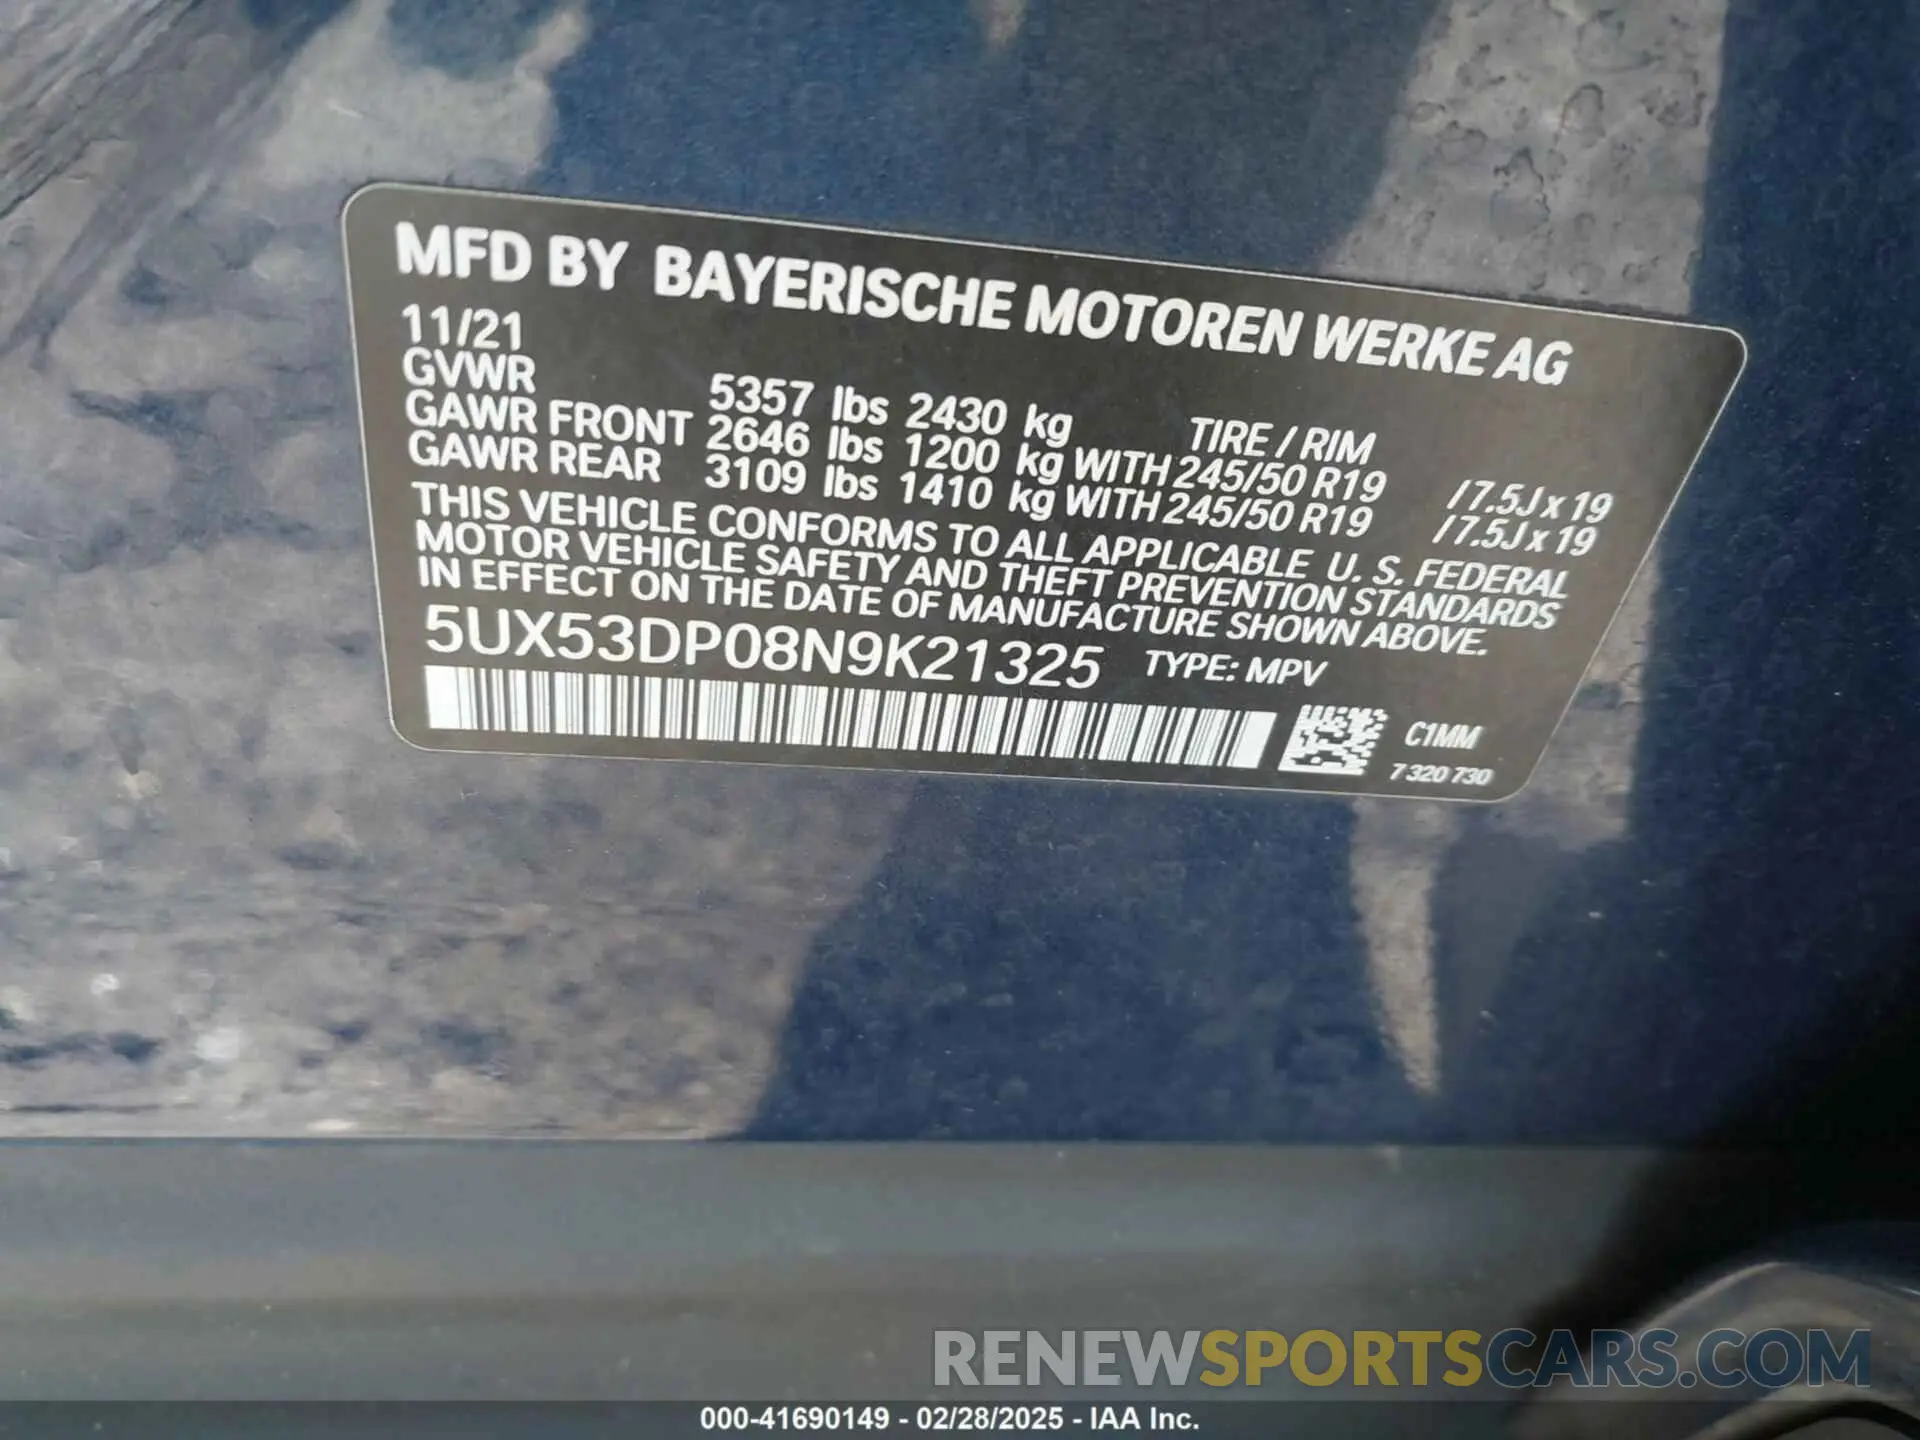 MFD BY BAYERISCHE MOTOREN WERKE AG
11/21
GVWR 5357 lbs 2430 kg TIRE / RIM
GAWR FRONT 2646 lbs 1200 kg WITH 245/50 R19 / 7.5J x 19
GAWR REAR 3109 lbs 1410 kg WITH 245/50 R19 / 7.5J x 19
THIS VEHICLE CONFORMS TO ALL APPLICABLE U. S. FEDERAL
MOTOR VEHICLE SAFETY AND THEFT PREVENTION STANDARDS
IN EFFECT ON THE DATE OF MANUFACTURE SHOWN ABOVE.
5UX53DP08N9K21325 TYPE: MPV
C1MM
7 320 730
RENEWSPORTSCARS.COM
000-41690149 - 02/28/2025 - IAA Inc.